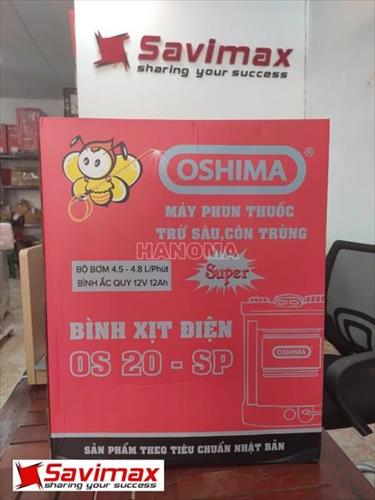 Savimax
sharing your success
OSHIMA®
MÁY PHUN THUỐC
TRỪ SÂU,CÔN TRÙNG
HANOMA
BỘ BƠM 4.5 - 4.8 L/Phút
BÌNH ẮC QUY 12V 12Ah
Super
BÌNH XỊT ĐIỆN
OS 20 - SP
OSHIMA
SẢN PHẨM THEO TIÊU CHUẨN NHẬT BẢN
Savimax
sharing your success